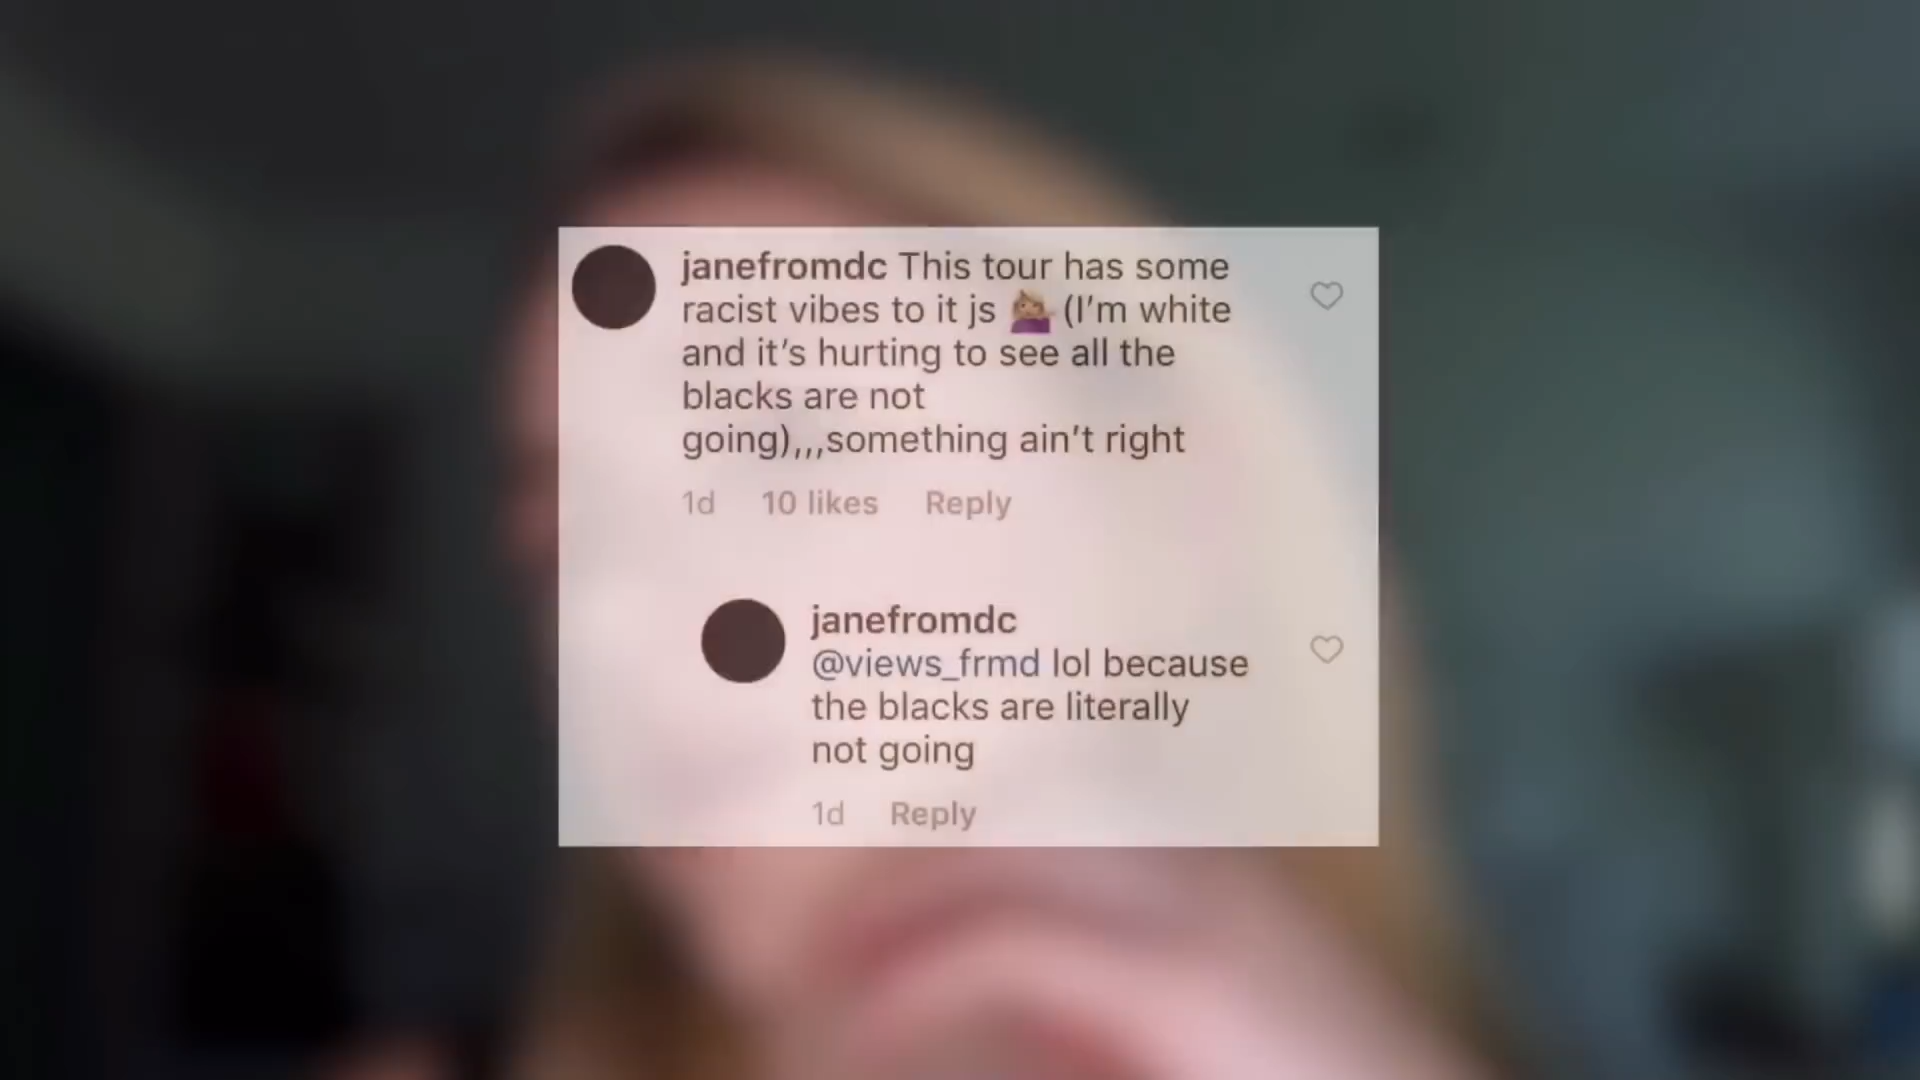 janefromdc This tour has some
racist vibes to it js 💁🏼 (I’m white
and it’s hurting to see all the
blacks are not
going),,,something ain’t right
1d 10 likes Reply
janefromdc
@views_frmd lol because
the blacks are literally
not going
1d Reply